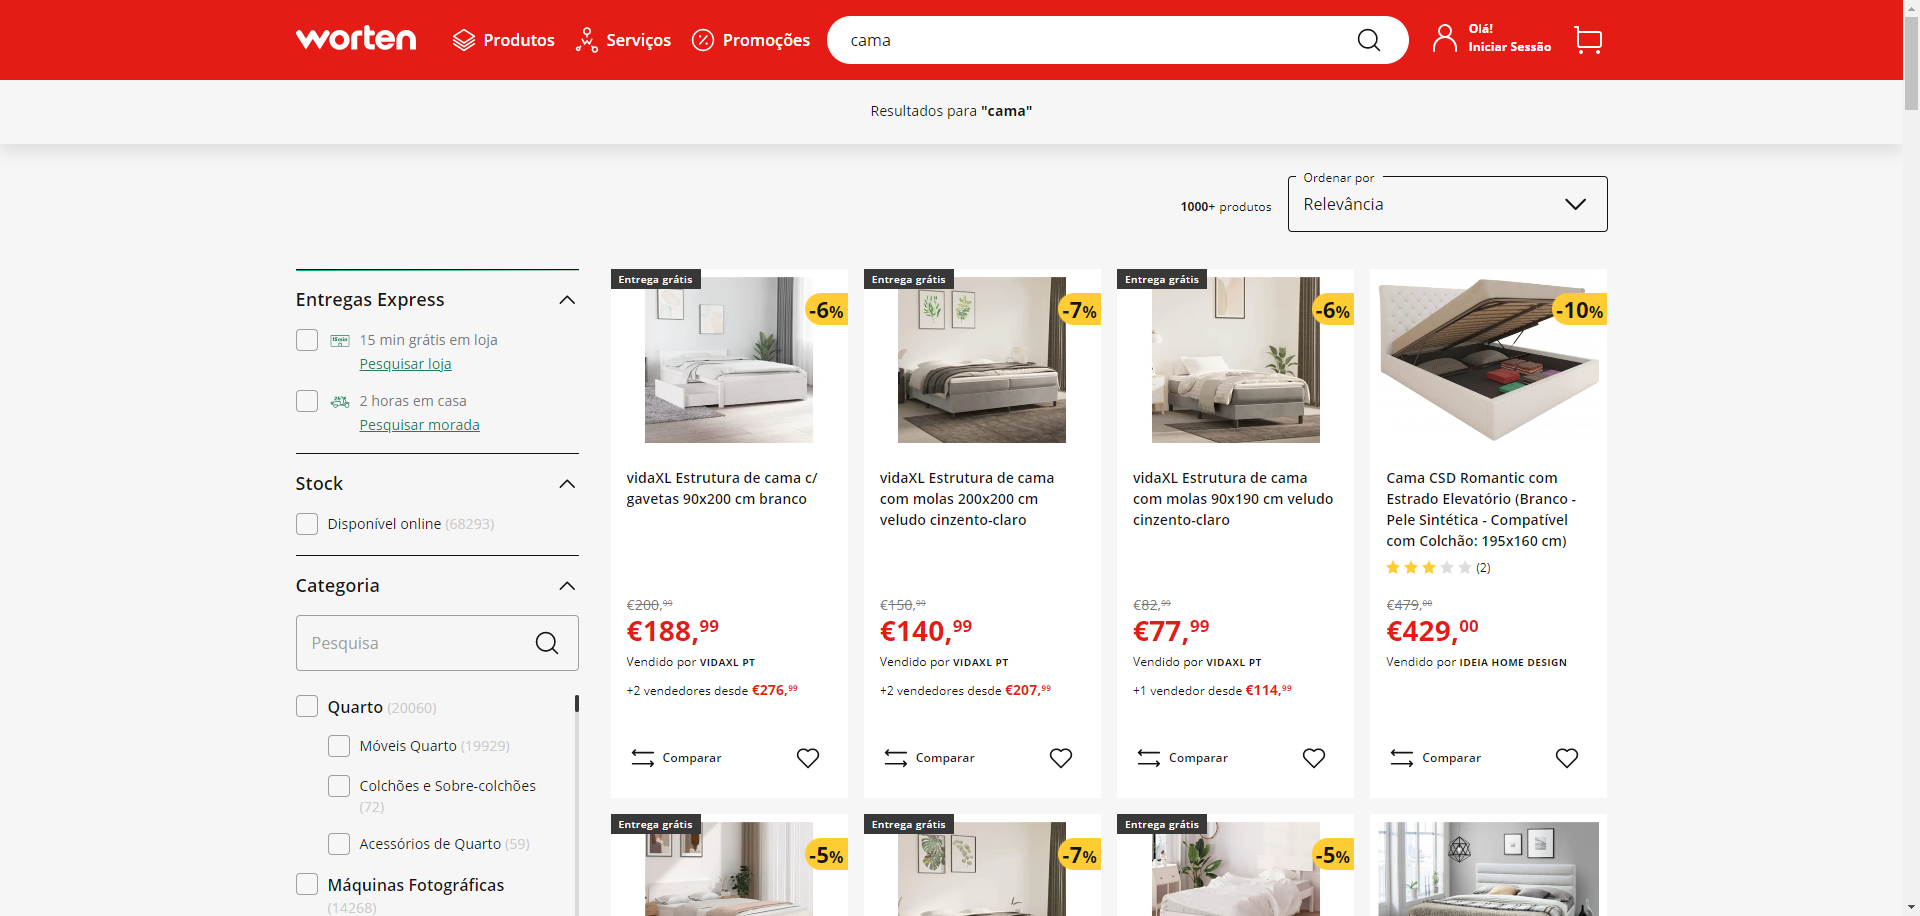 worten
Produtos
Serviços
Promoções
cama
Olá!
Iniciar Sessão
Resultados para "cama"
1000+ produtos
Ordenar por
Relevância
Entregas Express
15 min grátis em loja
Pesquisar loja
2 horas em casa
Pesquisar morada
Stock
Disponível online (68293)
Categoria
Pesquisa
Quarto (20060)
Móveis Quarto (19929)
Colchões e Sobre-colchões
(72)
Acessórios de Quarto (59)
Máquinas Fotográficas
(14268)
Entrega grátis
-6%
vidaXL Estrutura de cama c/
gavetas 90x200 cm branco
€200,99
€188,99
Vendido por VIDAXL PT
+2 vendedores desde €276,99
Comparar
Entrega grátis
-7%
vidaXL Estrutura de cama
com molas 200x200 cm
veludo cinzento-claro
€150,99
€140,99
Vendido por VIDAXL PT
+2 vendedores desde €207,99
Comparar
Entrega grátis
-6%
vidaXL Estrutura de cama
com molas 90x190 cm veludo
cinzento-claro
€82,99
€77,99
Vendido por VIDAXL PT
+1 vendedor desde €114,99
Comparar
-10%
Cama CSD Romantic com
Estrado Elevatório (Branco -
Pele Sintética - Compatível
com Colchão: 195x160 cm)
(2)
€479,00
€429,00
Vendido por IDEIA HOME DESIGN
Comparar
Entrega grátis
-5%
Entrega grátis
-7%
Entrega grátis
-5%